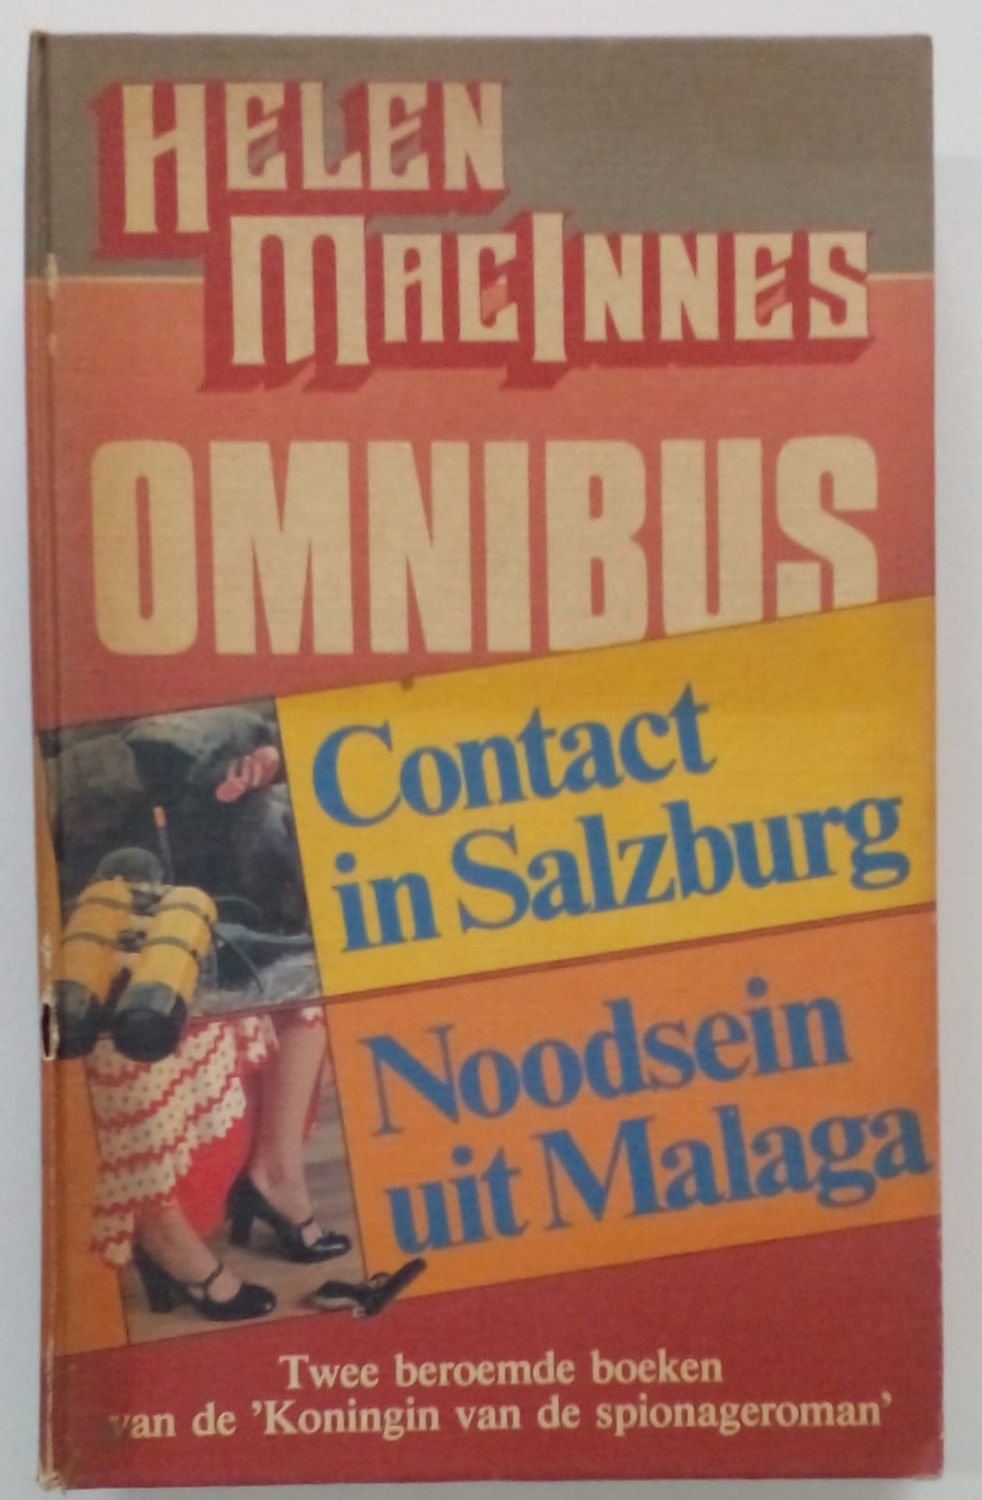 HELEN
MACINNES
OMNIBUS
Contact
in Salzburg
Noodsein
uit Malaga
Twee beroemde boeken
van de 'Koningin van de spionageroman'